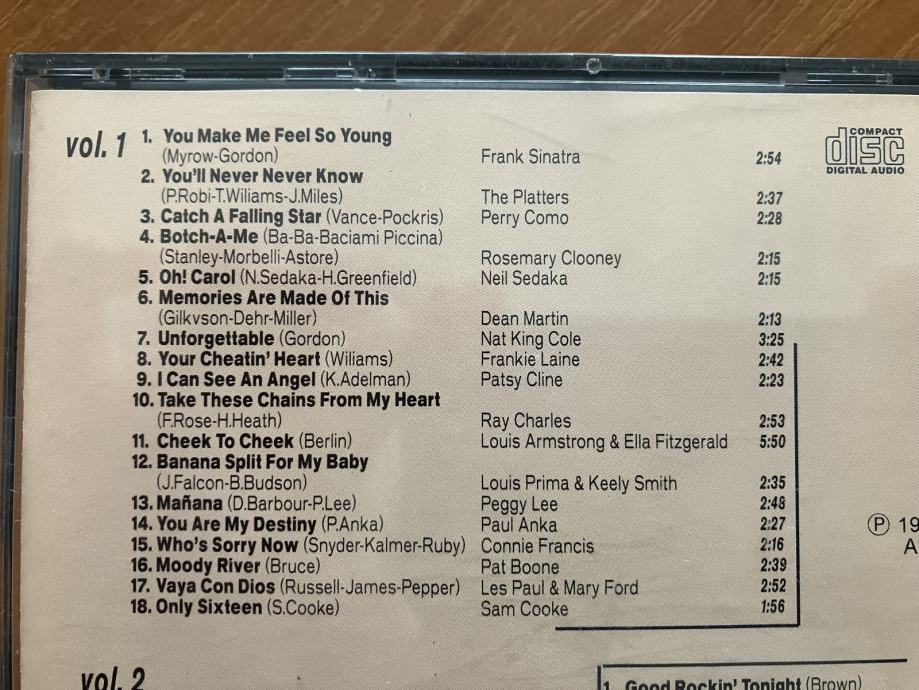 vol. 1 1. You Make Me Feel So Young
(Myrow-Gordon) Frank Sinatra 2:54
2. You'll Never Never Know
(P.Robi-T.Wiliams-J.Miles) The Platters 2:37
3. Catch A Falling Star (Vance-Pockris) Perry Como 2:28
4. Botch-A-Me (Ba-Ba-Baciami Piccina)
(Stanley-Morbelli-Astore) Rosemary Clooney 2:15
5. Oh! Carol (N.Sedaka-H.Greenfield) Neil Sedaka 2:15
6. Memories Are Made Of This
(Gilkvson-Dehr-Miller) Dean Martin 2:13
7. Unforgettable (Gordon) Nat King Cole 3:25
8. Your Cheatin' Heart (Wiliams) Frankie Laine 2:42
9. I Can See An Angel (K.Adelman) Patsy Cline 2:23
10. Take These Chains From My Heart
(F.Rose-H.Heath) Ray Charles 2:53
11. Cheek To Cheek (Berlin) Louis Armstrong & Ella Fitzgerald 5:50
12. Banana Split For My Baby
(J.Falcon-B.Budson) Louis Prima & Keely Smith 2:35
13. Mañana (D.Barbour-P.Lee) Peggy Lee 2:48
14. You Are My Destiny (P.Anka) Paul Anka 2:27
15. Who's Sorry Now (Snyder-Kalmer-Ruby) Connie Francis 2:16
16. Moody River (Bruce) Pat Boone 2:39
17. Vaya Con Dios (Russell-James-Pepper) Les Paul & Mary Ford 2:52
18. Only Sixteen (S.Cooke) Sam Cooke 1:56
COMPACT
disc
DIGITAL AUDIO
Ⓟ 19
A
vol. 2
1. Good Rockin' Tonight (Brown)